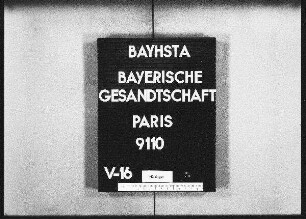 BAYHSTA
BAYERISCHE
GESANDTSCHAFT
PARIS
9110
V-16